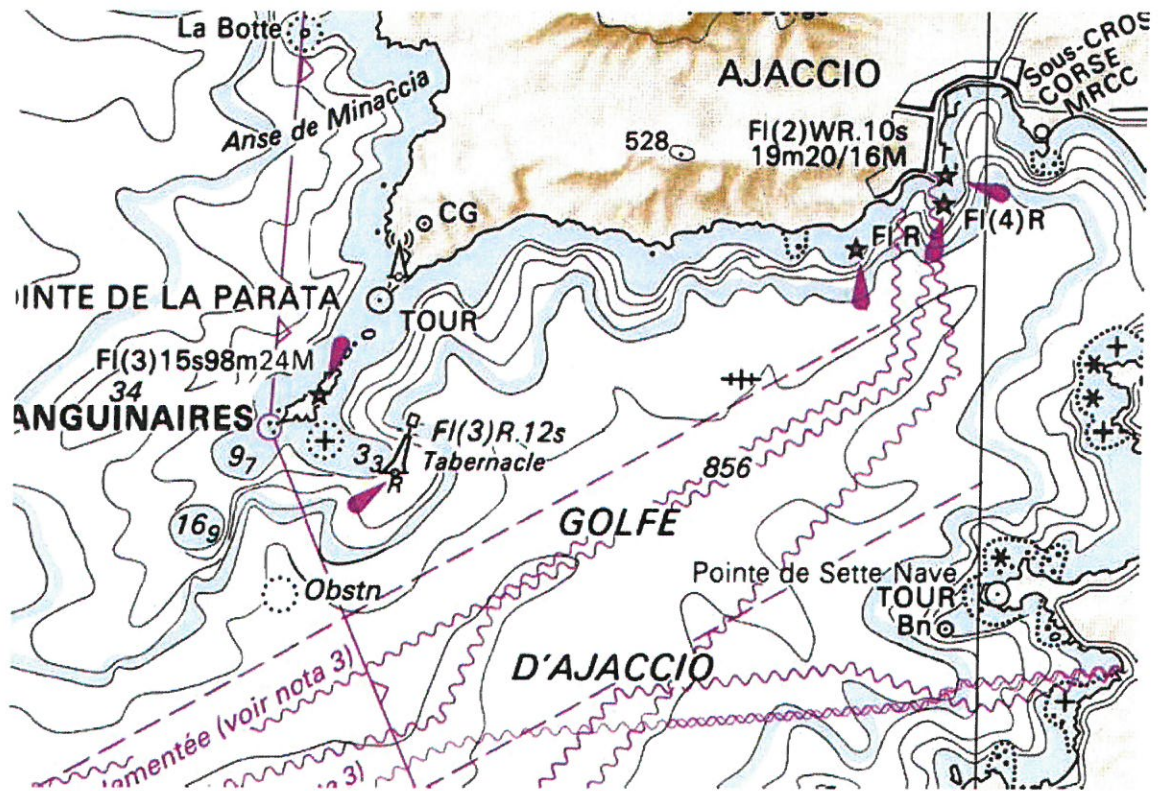 La Botte
Anse de Minaccia
AJACCIO
Sous-CROS
CORSE
MRCC
Fl(2)WR.10s
19m20/16M
528
CG
Fl R
Fl(4)R
OINTE DE LA PARATA
TOUR
Fl(3)15s98m24M
34
ANGUINAIRES
Fl(3)R.12s
Tabernacle
R
97
33
169
856
GOLFE
D'AJACCIO
Obstn
Pointe de Sette Nave
TOUR
Bn
lementée (voir nota 3)
a 3)